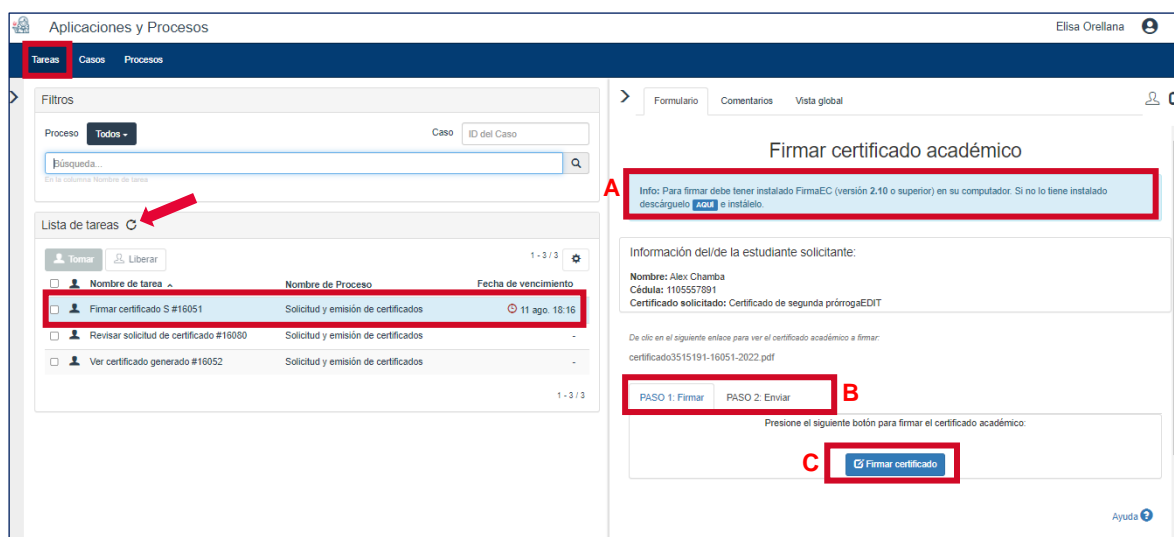 Aplicaciones y Procesos
Elisa Orellana
Tareas Casos Procesos
Filtros
Proceso Todos Caso ID del Caso
Búsqueda...
En la columna Nombre de tarea
Lista de tareas
Tomar Liberar 1 - 3 / 3
Nombre de tarea Nombre de Proceso Fecha de vencimiento
Firmar certificado S #16051 Solicitud y emisión de certificados 11 ago. 18:16
Revisar solicitud de certificado #16080 Solicitud y emisión de certificados -
Ver certificado generado #16052 Solicitud y emisión de certificados -
1 - 3 / 3
Formulario Comentarios Vista global
Firmar certificado académico
A
Info: Para firmar debe tener instalado FirmaEC (versión 2.10 o superior) en su computador. Si no lo tiene instalado
descárguelo AQUÍ e instálelo.
Información del/de la estudiante solicitante:
Nombre: Alex Chamba
Cédula: 1105557891
Certificado solicitado: Certificado de segunda prórrogaEDIT
De clic en el siguiente enlace para ver el certificado académico a firmar:
certificado3515191-16051-2022.pdf
PASO 1: Firmar PASO 2: Enviar B
Presione el siguiente botón para firmar el certificado académico:
C Firmar certificado
Ayuda ?